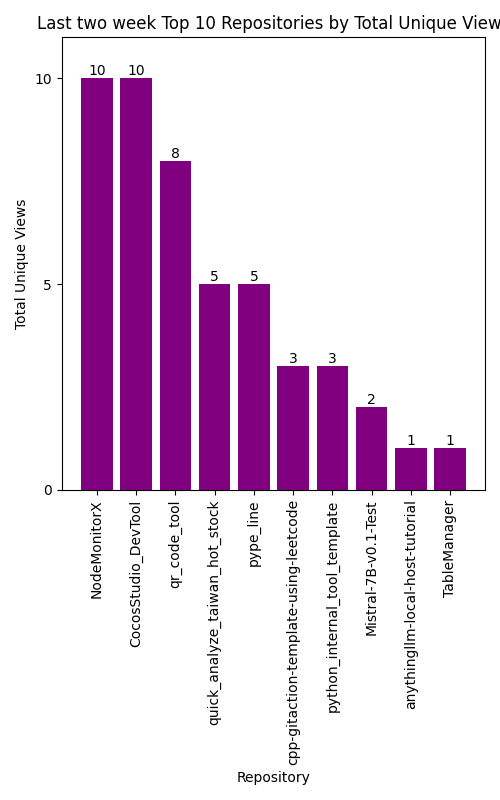 Last two week Top 10 Repositories by Total Unique View
10
10
8
5
5
3
3
2
1
1
10
5
0
Total Unique Views
NodeMonitorX
CocosStudio_DevTool
qr_code_tool
quick_analyze_taiwan_hot_stock
pype_line
cpp-gitaction-template-using-leetcode
python_internal_tool_template
Mistral-7B-v0.1-Test
anythingllm-local-host-tutorial
TableManager
Repository